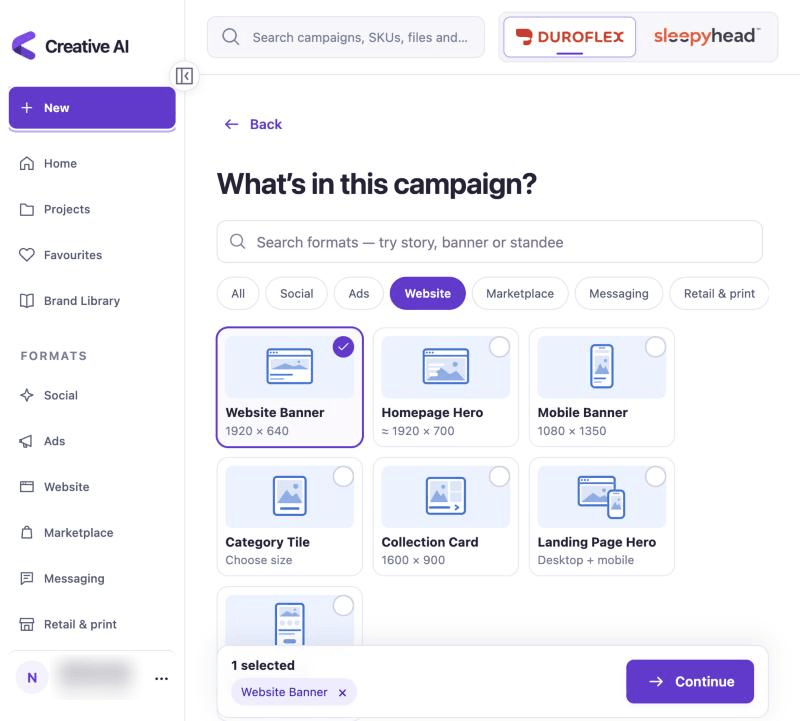 Creative AI
Search campaigns, SKUs, files and...
DUROFLEX
sleepyhead™
New
Home
Projects
Favourites
Brand Library
FORMATS
Social
Ads
Website
Marketplace
Messaging
Retail & print
N
Back
What's in this campaign?
Search formats — try story, banner or standee
All
Social
Ads
Website
Marketplace
Messaging
Retail & print
Website Banner
1920 × 640
Homepage Hero
≈ 1920 × 700
Mobile Banner
1080 × 1350
Category Tile
Choose size
Collection Card
1600 × 900
Landing Page Hero
Desktop + mobile
1 selected
Website Banner ×
Continue